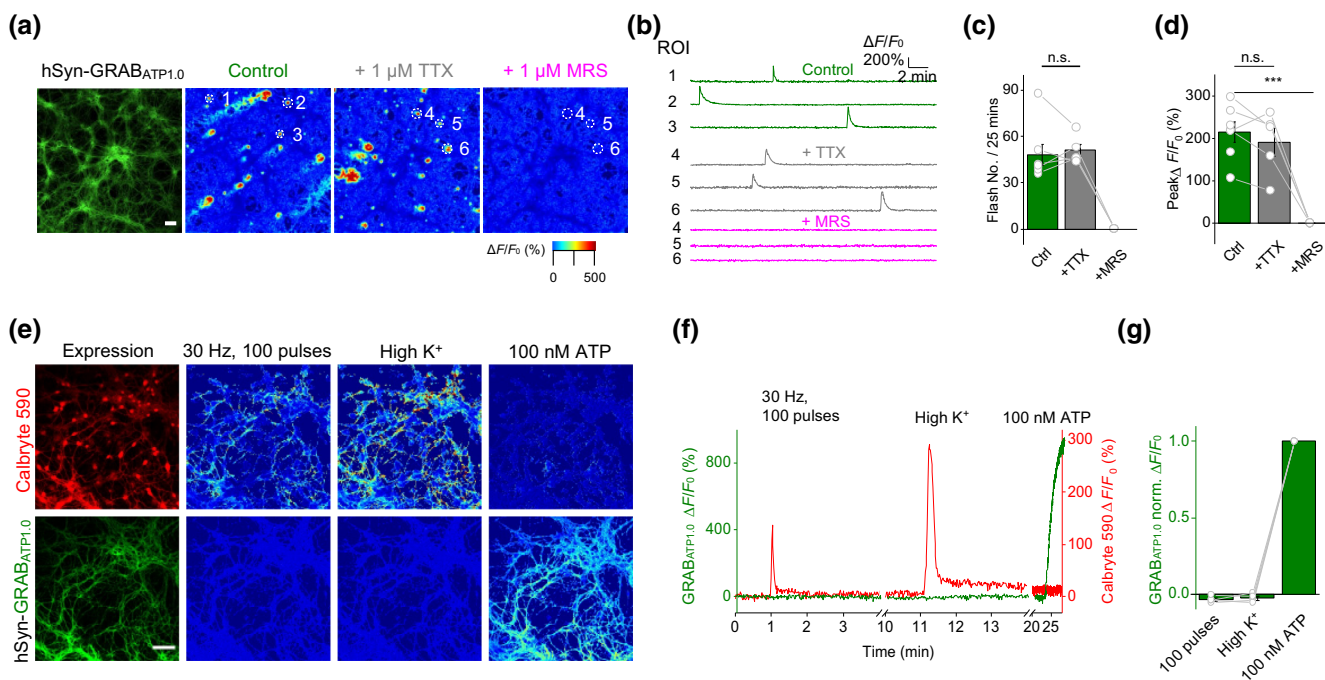 (a)
hSyn-GRABATP1.0
Control
+ 1 µM TTX
+ 1 µM MRS
1
2
3
4
5
6
4
5
6
ΔF/F0 (%)
0 500
(b)
ROI
ΔF/F0
200%
2 min
Control
1
2
3
+ TTX
4
5
6
+ MRS
4
5
6
(c)
n.s.
Flash No. / 25 mins
90
60
30
0
Ctrl
+TTX
+MRS
(d)
n.s.
***
PeakΔ F/F0 (%)
300
200
100
0
Ctrl
+TTX
+MRS
(e)
Expression
30 Hz, 100 pulses
High K+
100 nM ATP
Calbryte 590
hSyn-GRABATP1.0
(f)
30 Hz,
100 pulses
High K+
100 nM ATP
GRABATP1.0 ΔF/F0 (%)
800
400
0
Calbryte 590 Δ F/F0 (%)
300
200
100
0
0 1 2 3 10 11 12 13 20 25
Time (min)
(g)
GRABATP1.0 norm. ΔF/F0
1.0
0.5
0.0
100 pulses
High K+
100 nM ATP